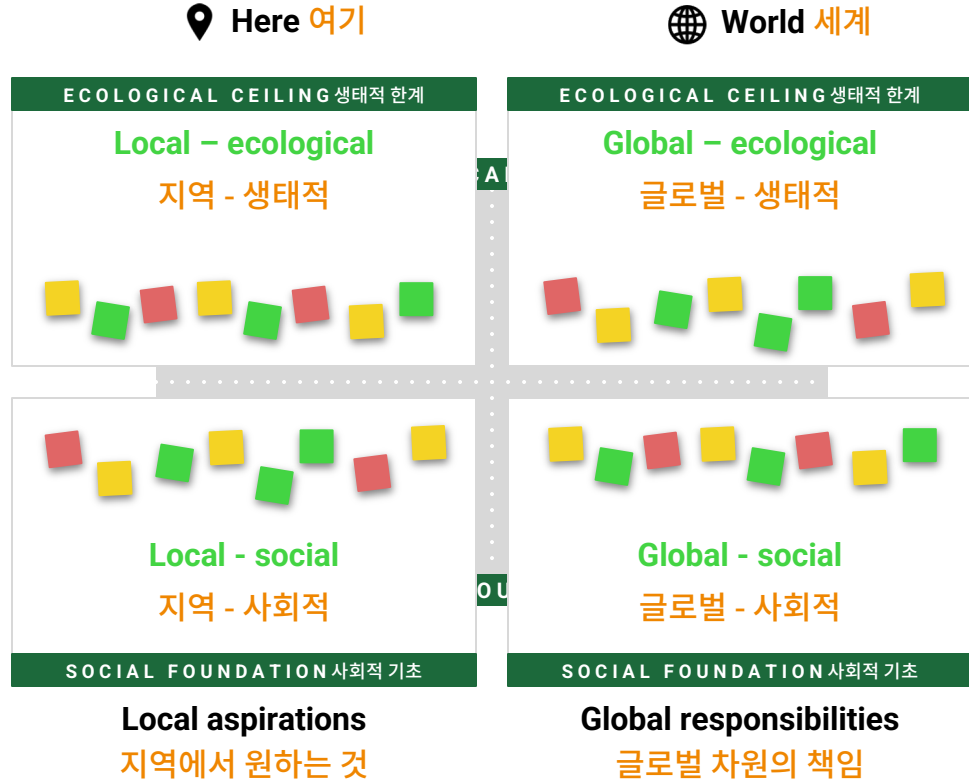 Here 여기
World 세계
ECOLOGICAL CEILING 생태적 한계
ECOLOGICAL CEILING 생태적 한계
Local – ecological
지역 - 생태적
Global – ecological
글로벌 - 생태적
Local - social
지역 - 사회적
Global - social
글로벌 - 사회적
SOCIAL FOUNDATION 사회적 기초
SOCIAL FOUNDATION 사회적 기초
Local aspirations
지역에서 원하는 것
Global responsibilities
글로벌 차원의 책임